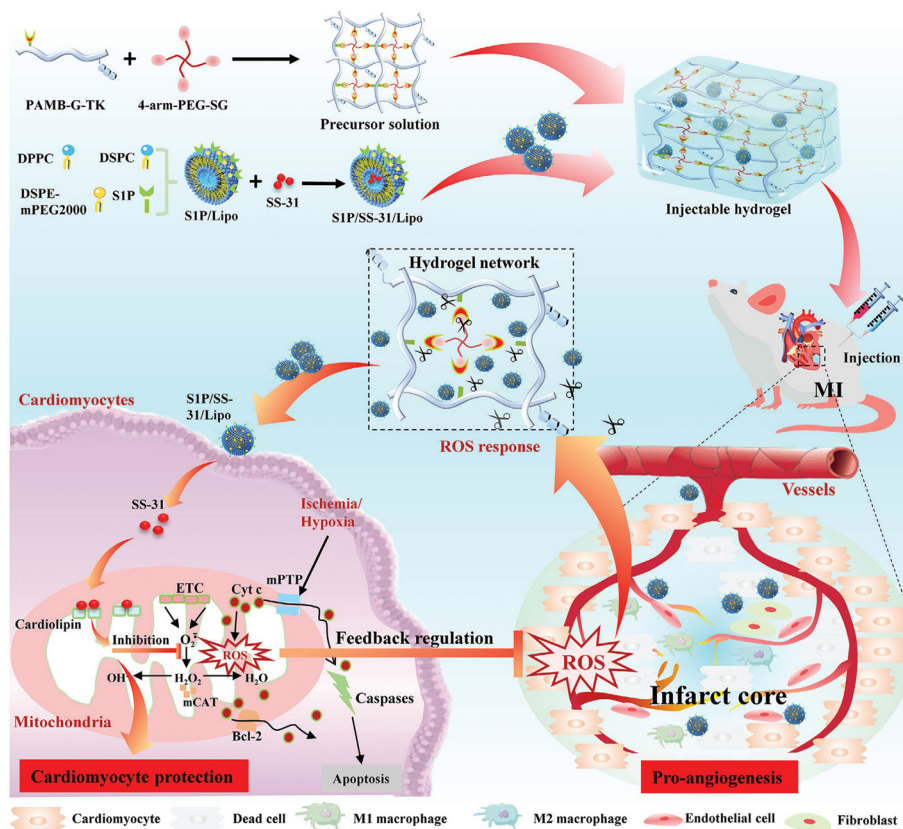 PAMB-G-TK
+
4-arm-PEG-SG
Precursor solution
DPPC
DSPC
DSPE-
mPEG2000
S1P
S1P/Lipo
+
SS-31
S1P/SS-31/Lipo
Injectable hydrogel
Hydrogel network
ROS response
Injection
MI
Cardiomyocytes
S1P/SS-
31/Lipo
SS-31
Ischemia/
Hypoxia
Vessels
ETC
Cyt c
mPTP
Cardiolipin
Inhibition
O₂⁻
ROS
Feedback regulation
OH
H₂O₂
H₂O
mCAT
Caspases
Mitochondria
Bcl-2
Cardiomyocyte protection
Apoptosis
ROS
Infarct core
Pro-angiogenesis
Cardiomyocyte
Dead cell
M1 macrophage
M2 macrophage
Endothelial cell
Fibroblast